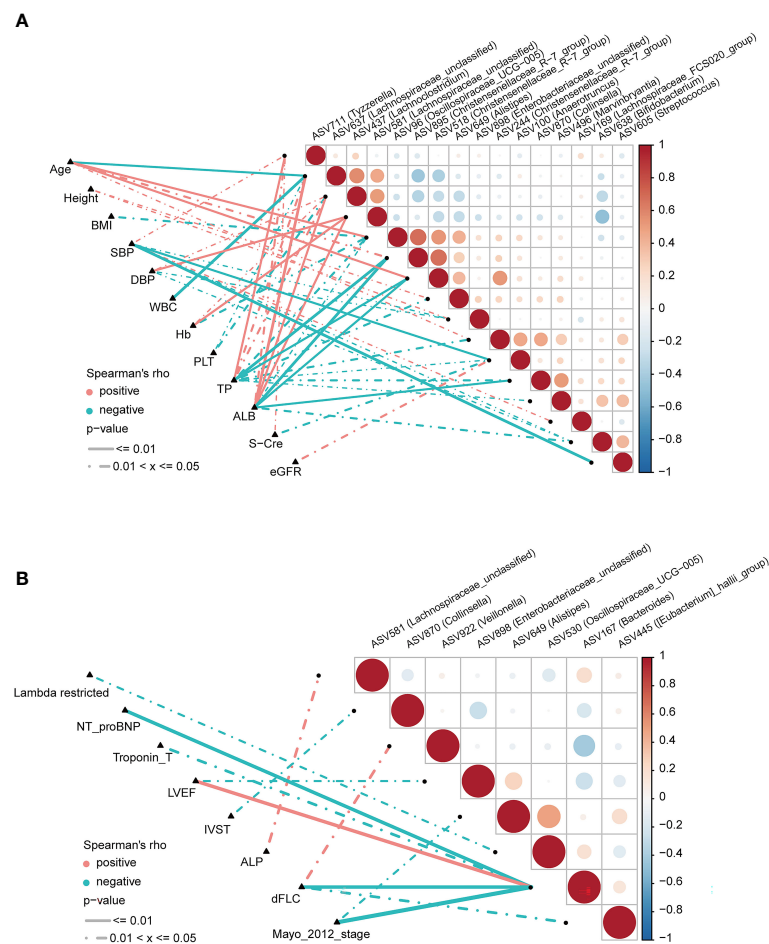 A
ASV711 (Tyzzerella)
ASV637 (Lachnospiraceae_unclassified)
ASV437 (Lachnoclostridium)
ASV581 (Lachnospiraceae_unclassified)
ASV96 (Oscillospiraceae_UCG−005)
ASV895 (Christensenellaceae_R−7_group)
ASV518 (Christensenellaceae_R−7_group)
ASV649 (Alistipes)
ASV898 (Enterobacteriaceae_unclassified)
ASV244 (Christensenellaceae_R−7_group)
ASV100 (Anaerotruncus)
ASV870 (Collinsella)
ASV496 (Marvinbryantia)
ASV169 (Lachnospiraceae_FCS020_group)
ASV638 (Bifidobacterium)
ASV605 (Streptococcus)
Age
Height
BMI
SBP
DBP
WBC
Hb
PLT
TP
ALB
S−Cre
eGFR
Spearman's rho
positive
negative
p−value
<= 0.01
0.01 < x <= 0.05
1
0.8
0.6
0.4
0.2
0
−0.2
−0.4
−0.6
−0.8
−1
B
ASV581 (Lachnospiraceae_unclassified)
ASV870 (Collinsella)
ASV922 (Veillonella)
ASV898 (Enterobacteriaceae_unclassified)
ASV649 (Alistipes)
ASV530 (Oscillospiraceae_UCG−005)
ASV167 (Bacteroides)
ASV445 ([Eubacterium]_hallii_group)
Lambda restricted
NT_proBNP
Troponin_T
LVEF
IVST
ALP
dFLC
Mayo_2012_stage
Spearman's rho
positive
negative
p−value
<= 0.01
0.01 < x <= 0.05
1
0.8
0.6
0.4
0.2
0
−0.2
−0.4
−0.6
−0.8
−1